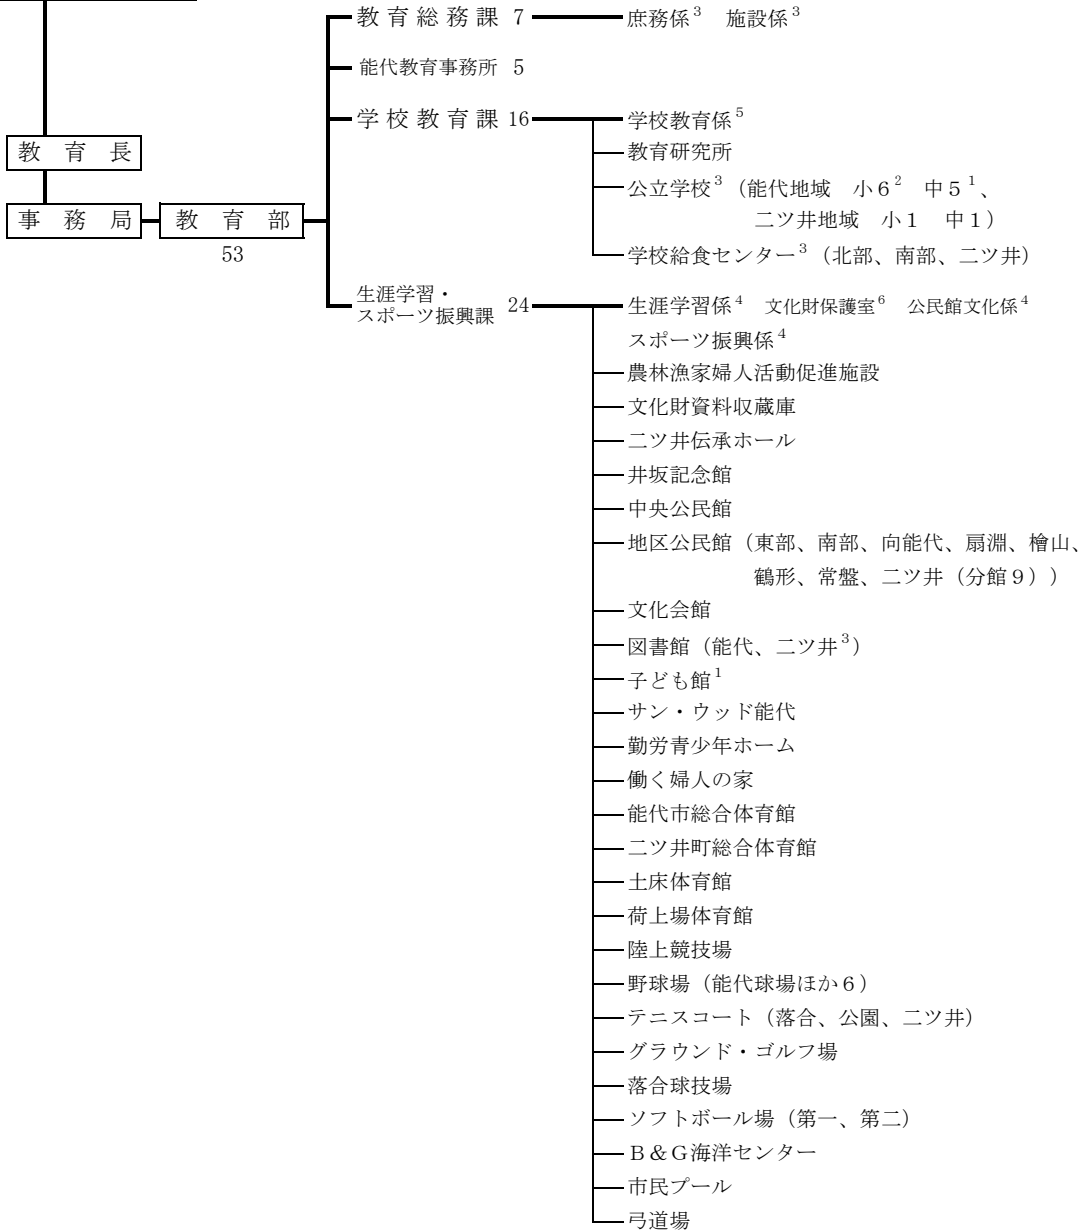 教育総務課 7 庶務係3 施設係3
能代教育事務所 5
学校教育課 16 学校教育係5
教育長
教育研究所
公立学校3（能代地域 小６2 中５1、
事務局 教育部
二ツ井地域 小１ 中１）
53
学校給食センター3（北部、南部、二ツ井）
生涯学習・
スポーツ振興課 24 生涯学習係4 文化財保護室6 公民館文化係4
スポーツ振興係4
農林漁家婦人活動促進施設
文化財資料収蔵庫
二ツ井伝承ホール
井坂記念館
中央公民館
地区公民館（東部、南部、向能代、扇淵、檜山、
鶴形、常盤、二ツ井（分館９））
文化会館
図書館（能代、二ツ井3）
子ども館1
サン・ウッド能代
勤労青少年ホーム
働く婦人の家
能代市総合体育館
二ツ井町総合体育館
土床体育館
荷上場体育館
陸上競技場
野球場（能代球場ほか６）
テニスコート（落合、公園、二ツ井）
グラウンド・ゴルフ場
落合球技場
ソフトボール場（第一、第二）
Ｂ＆Ｇ海洋センター
市民プール
弓道場